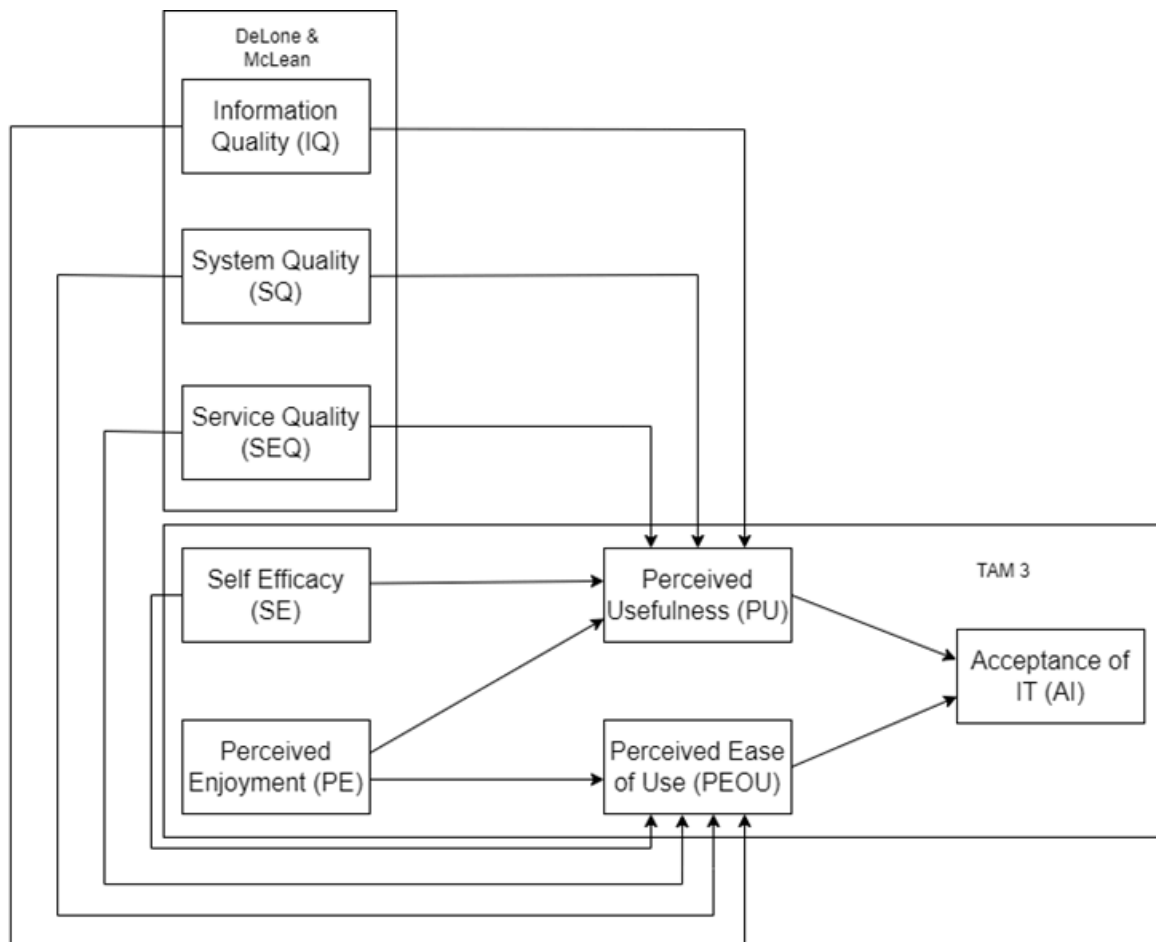 DeLone &
McLean
Information
Quality (IQ)
System Quality
(SQ)
Service Quality
(SEQ)
Self Efficacy
(SE)
Perceived
Usefulness (PU)
TAM 3
Acceptance of
IT (AI)
Perceived
Enjoyment (PE)
Perceived Ease
of Use (PEOU)